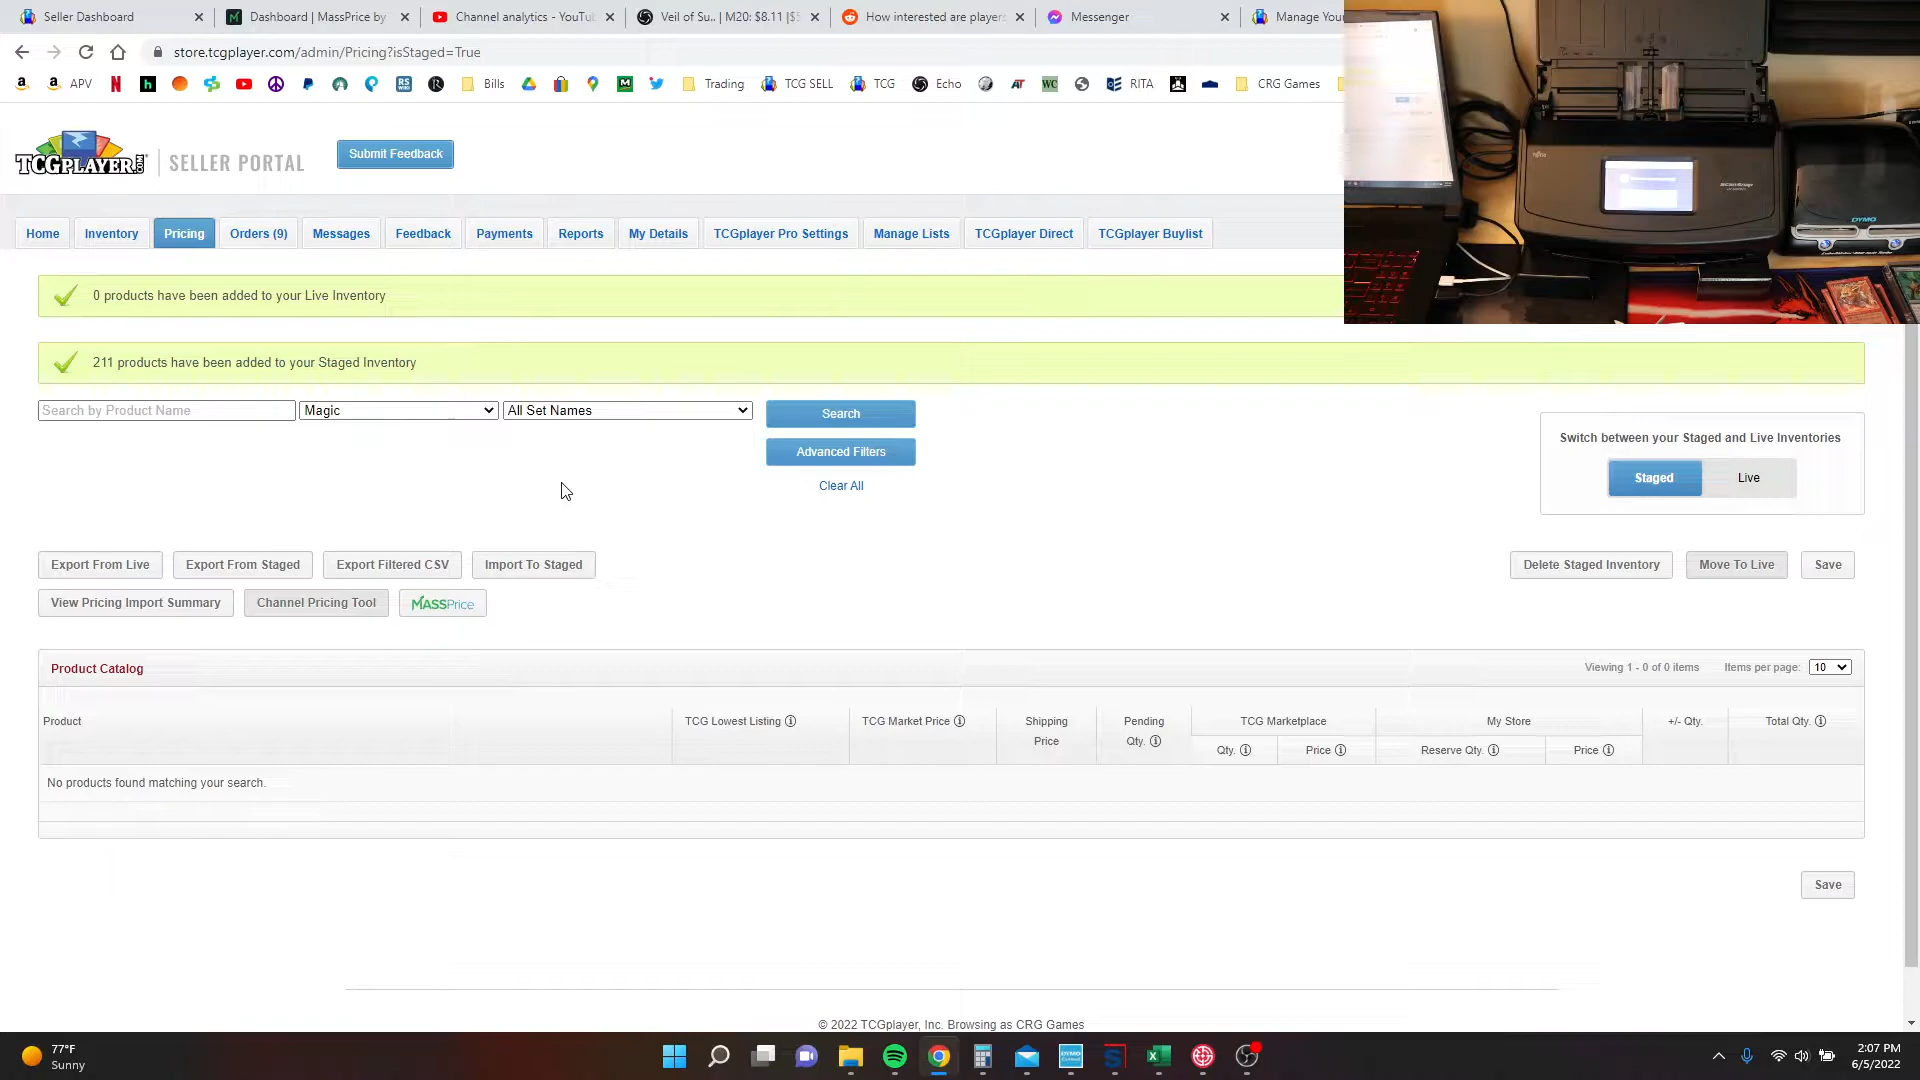 Seller Dashboard
Dashboard | MassPrice by
Channel analytics - YouTu
Veil of Su.. | M20: $8.11 |$5
How interested are players
Messenger
Manage You
store.tcgplayer.com/admin/Pricing?isStaged=True
APV
Bills
Trading
TCG SELL
TCG
Echo
RITA
CRG Games
TCGPLAYER
SELLER PORTAL
Submit Feedback
Home
Inventory
Pricing
Orders (9)
Messages
Feedback
Payments
Reports
My Details
TCGplayer Pro Settings
Manage Lists
TCGplayer Direct
TCGplayer Buylist
0 products have been added to your Live Inventory
211 products have been added to your Staged Inventory
Search by Product Name
Magic
All Set Names
Search
Advanced Filters
Clear All
Switch between your Staged and Live Inventories
Staged
Live
Export From Live
Export From Staged
Export Filtered CSV
Import To Staged
Delete Staged Inventory
Move To Live
Save
View Pricing Import Summary
Channel Pricing Tool
MASSPrice
Product Catalog
Viewing 1 - 0 of 0 items
Items per page:
10
Product
TCG Lowest Listing
TCG Market Price
Shipping
Price
Pending
Qty.
TCG Marketplace
Qty.
Price
My Store
Reserve Qty.
Price
+/- Qty.
Total Qty.
No products found matching your search.
Save
© 2022 TCGplayer, Inc. Browsing as CRG Games
77°F
Sunny
2:07 PM
6/5/2022
DYMO